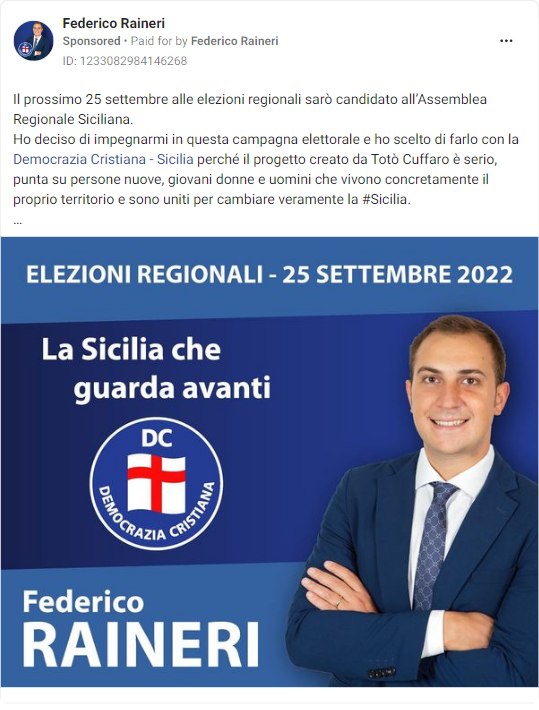 Federico Raineri
Sponsored • Paid for by Federico Raineri
ID: 1233082984146268
Il prossimo 25 settembre alle elezioni regionali sarò candidato all’Assemblea
Regionale Siciliana.
Ho deciso di impegnarmi in questa campagna elettorale e ho scelto di farlo con la
Democrazia Cristiana - Sicilia perché il progetto creato da Totò Cuffaro è serio,
punta su persone nuove, giovani donne e uomini che vivono concretamente il
proprio territorio e sono uniti per cambiare veramente la #Sicilia.
...
ELEZIONI REGIONALI - 25 SETTEMBRE 2022
La Sicilia che
guarda avanti
DC
DEMOCRAZIA CRISTIANA
Federico
RAINERI